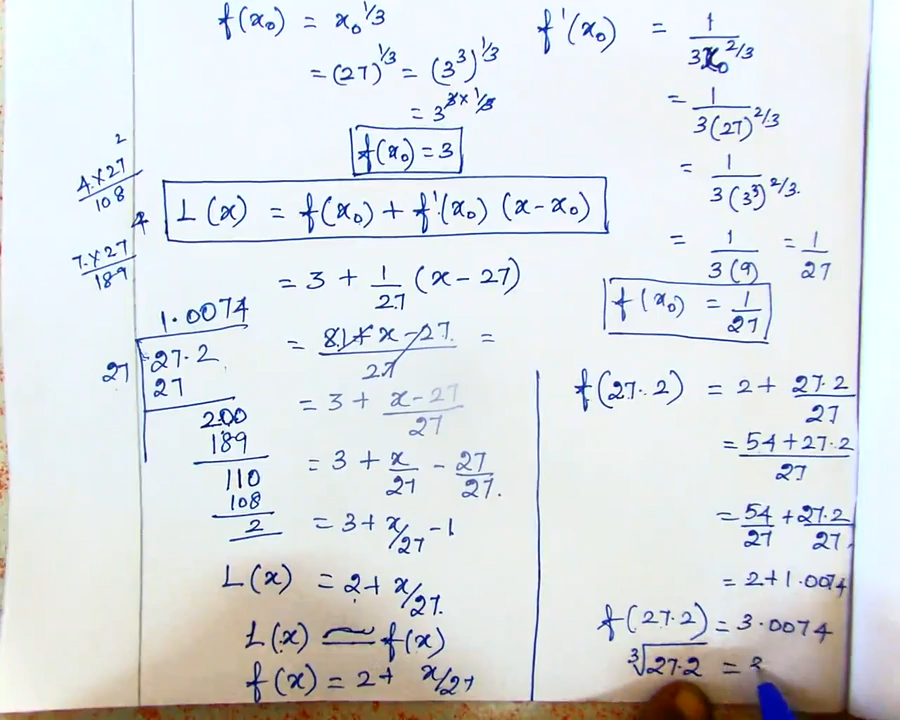 f(x₀) = x₀^1/3
= (27)^1/3 = (3³)^1/3
= 3^3×1/3
f(x₀) = 3
f'(x₀) = 1/3x₀^2/3
= 1/3(27)^2/3
= 1/3(3³)^2/3.
= 1/3(9) = 1/27
f'(x₀) = 1/27
2
4×27
108
4
7×27
189
L(x) = f(x₀) + f'(x₀) (x-x₀)
= 3 + 1/27 (x-27)
= 81+x-27/27 =
= 3 + x-27/27
= 3 + x/27 - 27/27.
= 3 + x/27 - 1
L(x) = 2 + x/27.
L(x) ≃ f(x)
f(x) = 2 + x/27
1.0074
27 27.2
27
200
189
110
108
2
f(27.2) = 2 + 27.2/27
= 54+27.2/27
= 54/27 + 27.2/27.
= 2+1.0074
f(27.2) = 3.0074
∛27.2 =